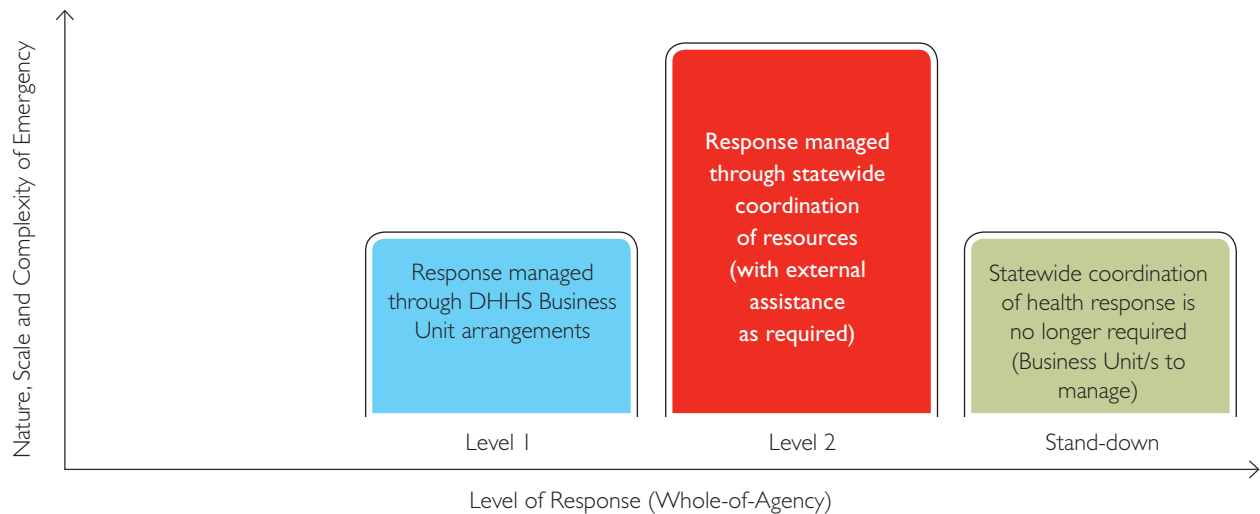 Nature, Scale and Complexity of Emergency
Response managed
through DHHS Business
Unit arrangements
Response managed
through statewide
coordination
of resources
(with external
assistance
as required)
Statewide coordination
of health response is
no longer required
(Business Unit/s to
manage)
Level 1
Level 2
Stand-down
Level of Response (Whole-of-Agency)